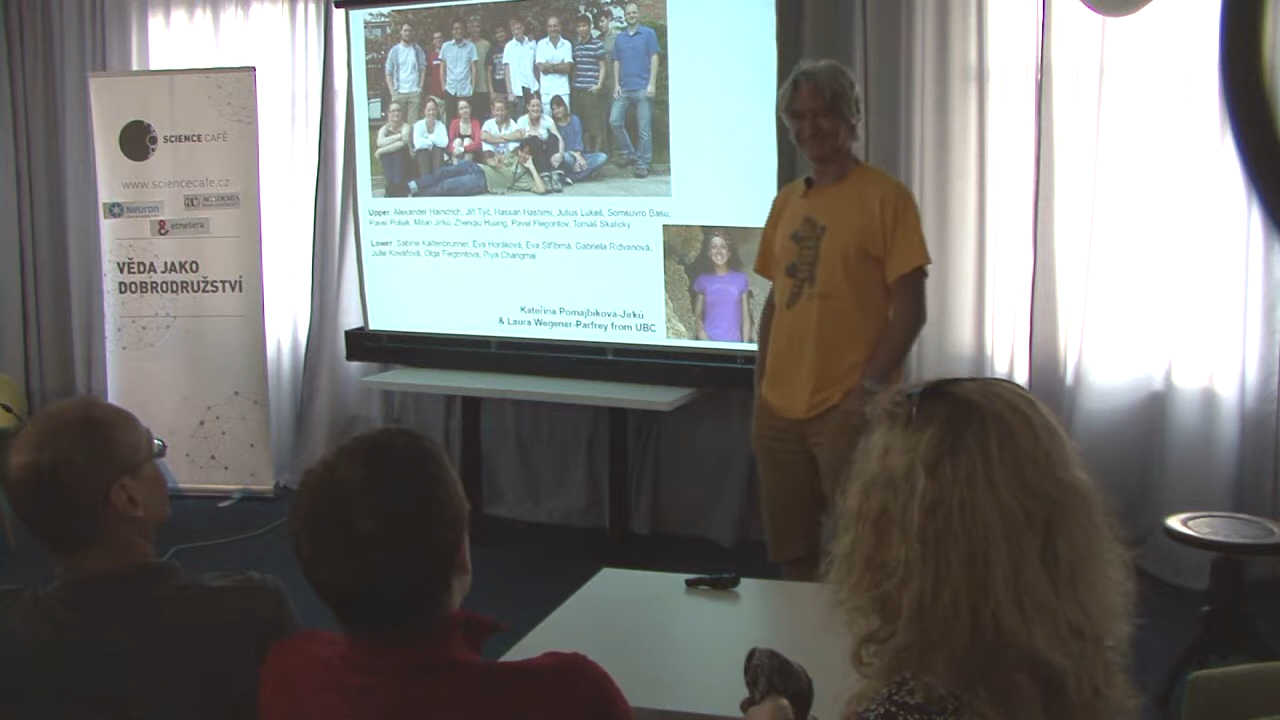 SCIENCE CAFÉ
www.sciencecafe.cz
NEURON
ACADEMIA
etnetera
VĚDA JAKO
DOBRODRUŽSTVÍ
Upper: Alexander Haindrich, Jiří Týč, Hassan Hashimi, Julius Lukeš, Somsuvro Basu,
Pavel Poliak, Milan Jirků, Zhenqiu Huang, Pavel Flegontov, Tomáš Skalický
Lower: Sabine Kaltenbrunner, Eva Horáková, Eva Stříbrná, Gabriela Ridvanová,
Julie Kovářová, Olga Flegontova, Piya Changmai
Kateřina Pomajbíková-Jirků
& Laura Wegener-Parfrey from UBC